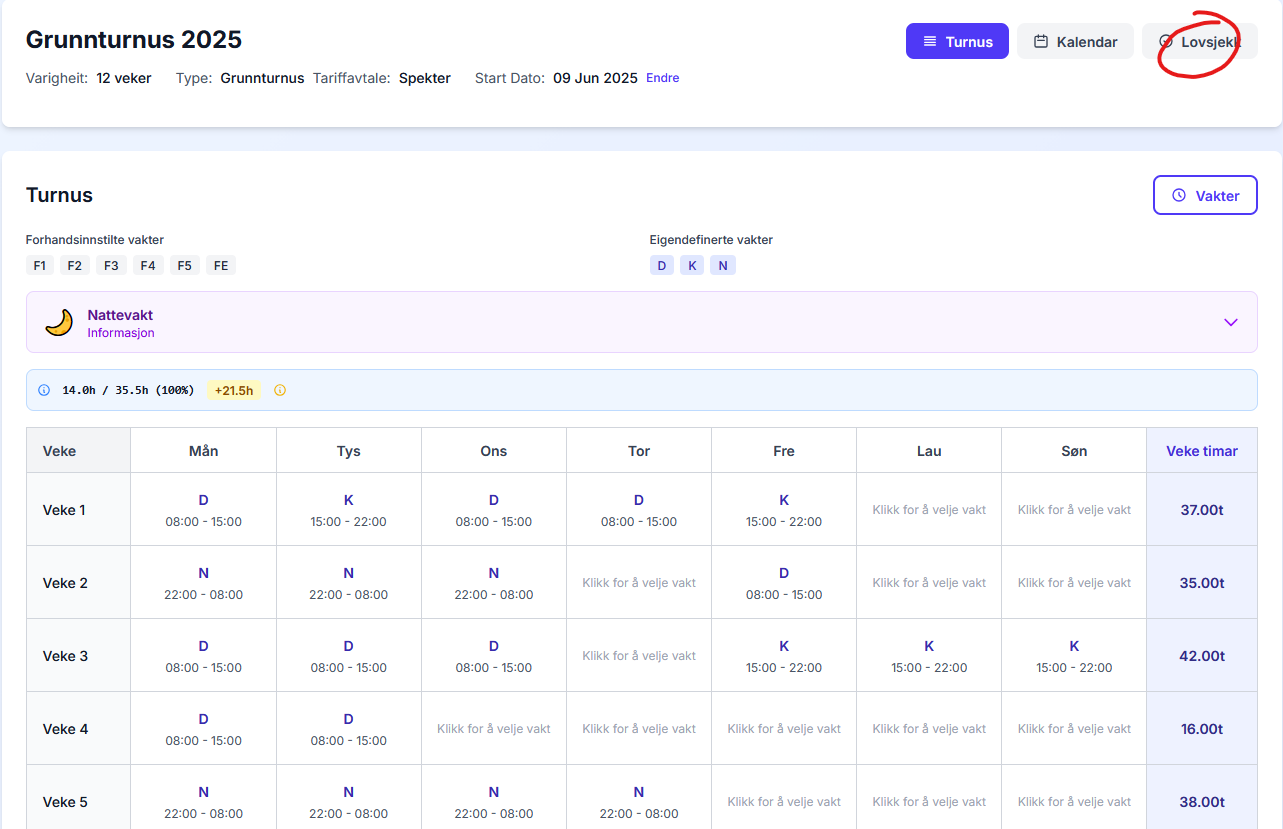 Grunnturnus 2025
Turnus
Kalendar
Lovsjekk
Varigheit: 12 veker Type: Grunnturnus Tariffavtale: Spekter Start Dato: 09 Jun 2025 Endre
Turnus
Vakter
Forhandsinnstilte vakter
F1 F2 F3 F4 F5 FE
Eigendefinerte vakter
D K N
Nattevakt
Informasjon
14.0h / 35.5h (100%) +21.5h
Veke Mån Tys Ons Tor Fre Lau Søn Veke timar
Veke 1
D
08:00 - 15:00
K
15:00 - 22:00
D
08:00 - 15:00
D
08:00 - 15:00
K
15:00 - 22:00
Klikk for å velje vakt
Klikk for å velje vakt
37.00t
Veke 2
N
22:00 - 08:00
N
22:00 - 08:00
N
22:00 - 08:00
Klikk for å velje vakt
D
08:00 - 15:00
Klikk for å velje vakt
Klikk for å velje vakt
35.00t
Veke 3
D
08:00 - 15:00
D
08:00 - 15:00
D
08:00 - 15:00
Klikk for å velje vakt
K
15:00 - 22:00
K
15:00 - 22:00
K
15:00 - 22:00
42.00t
Veke 4
D
08:00 - 15:00
D
08:00 - 15:00
Klikk for å velje vakt
Klikk for å velje vakt
Klikk for å velje vakt
Klikk for å velje vakt
Klikk for å velje vakt
16.00t
Veke 5
N
22:00 - 08:00
N
22:00 - 08:00
N
22:00 - 08:00
N
22:00 - 08:00
Klikk for å velje vakt
Klikk for å velje vakt
Klikk for å velje vakt
38.00t